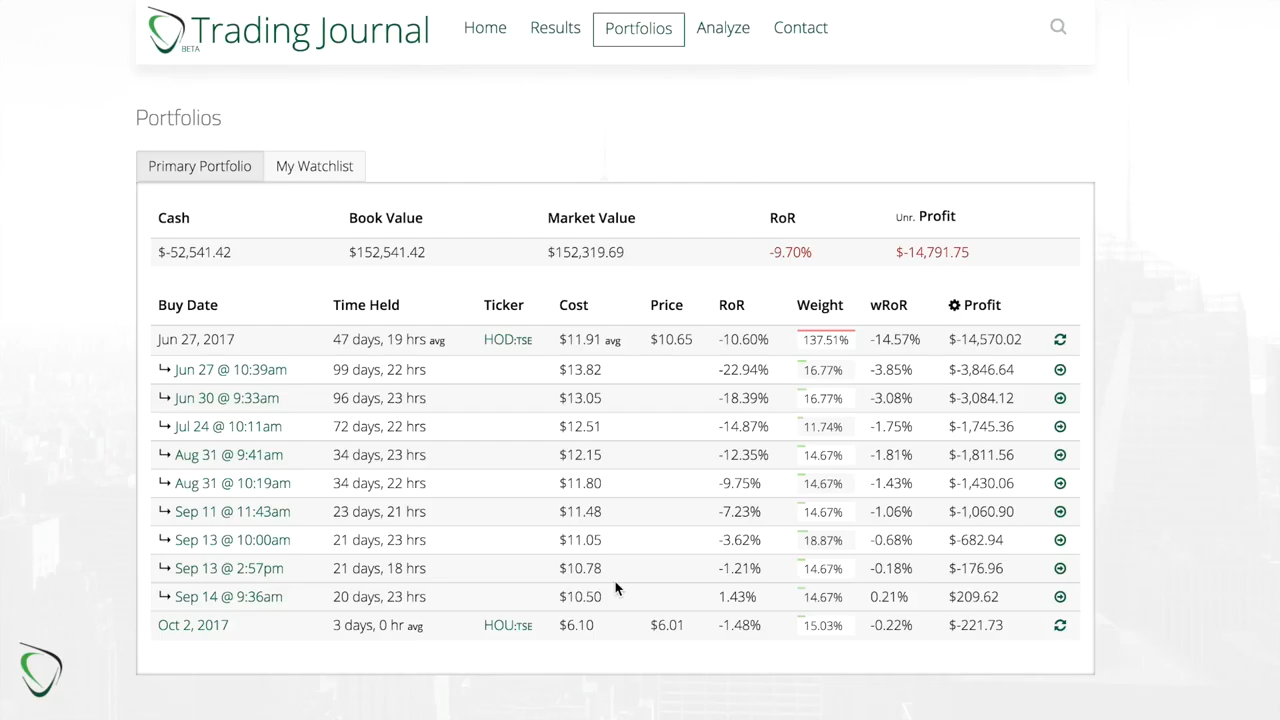 Trading Journal
BETA
Home Results Portfolios Analyze Contact
Portfolios
Primary Portfolio My Watchlist
Cash Book Value Market Value RoR Unr. Profit
$-52,541.42 $152,541.42 $152,319.69 -9.70% $-14,791.75
Buy Date Time Held Ticker Cost Price RoR Weight wRoR Profit
Jun 27, 2017 47 days, 19 hrs avg HOD:TSE $11.91 avg $10.65 -10.60% 137.51% -14.57% $-14,570.02
Jun 27 @ 10:39am 99 days, 22 hrs $13.82 -22.94% 16.77% -3.85% $-3,846.64
Jun 30 @ 9:33am 96 days, 23 hrs $13.05 -18.39% 16.77% -3.08% $-3,084.12
Jul 24 @ 10:11am 72 days, 22 hrs $12.51 -14.87% 11.74% -1.75% $-1,745.36
Aug 31 @ 9:41am 34 days, 23 hrs $12.15 -12.35% 14.67% -1.81% $-1,811.56
Aug 31 @ 10:19am 34 days, 22 hrs $11.80 -9.75% 14.67% -1.43% $-1,430.06
Sep 11 @ 11:43am 23 days, 21 hrs $11.48 -7.23% 14.67% -1.06% $-1,060.90
Sep 13 @ 10:00am 21 days, 23 hrs $11.05 -3.62% 18.87% -0.68% $-682.94
Sep 13 @ 2:57pm 21 days, 18 hrs $10.78 -1.21% 14.67% -0.18% $-176.96
Sep 14 @ 9:36am 20 days, 23 hrs $10.50 1.43% 14.67% 0.21% $209.62
Oct 2, 2017 3 days, 0 hr avg HOU:TSE $6.10 $6.01 -1.48% 15.03% -0.22% $-221.73